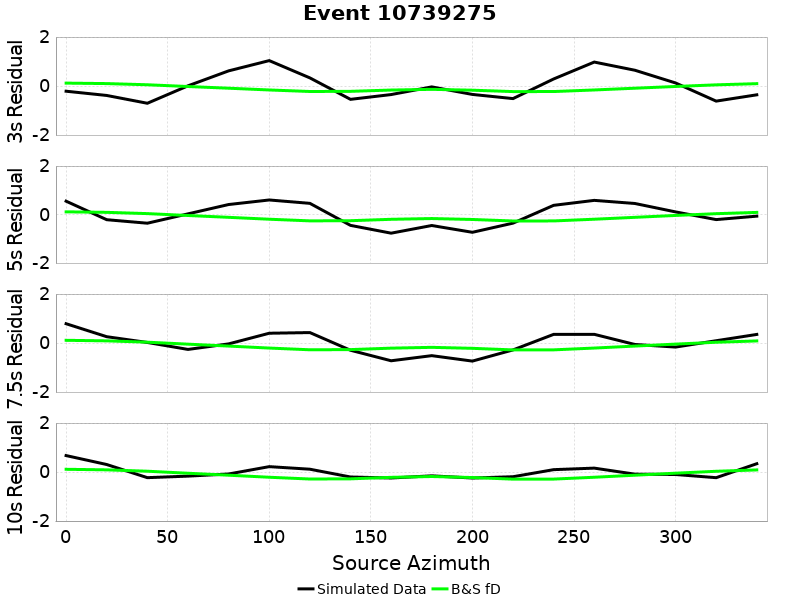 Event 10739275
3s Residual
2
0
-2
5s Residual
2
0
-2
7.5s Residual
2
0
-2
10s Residual
2
0
-2
0 50 100 150 200 250 300
Source Azimuth
Simulated Data B&S fD